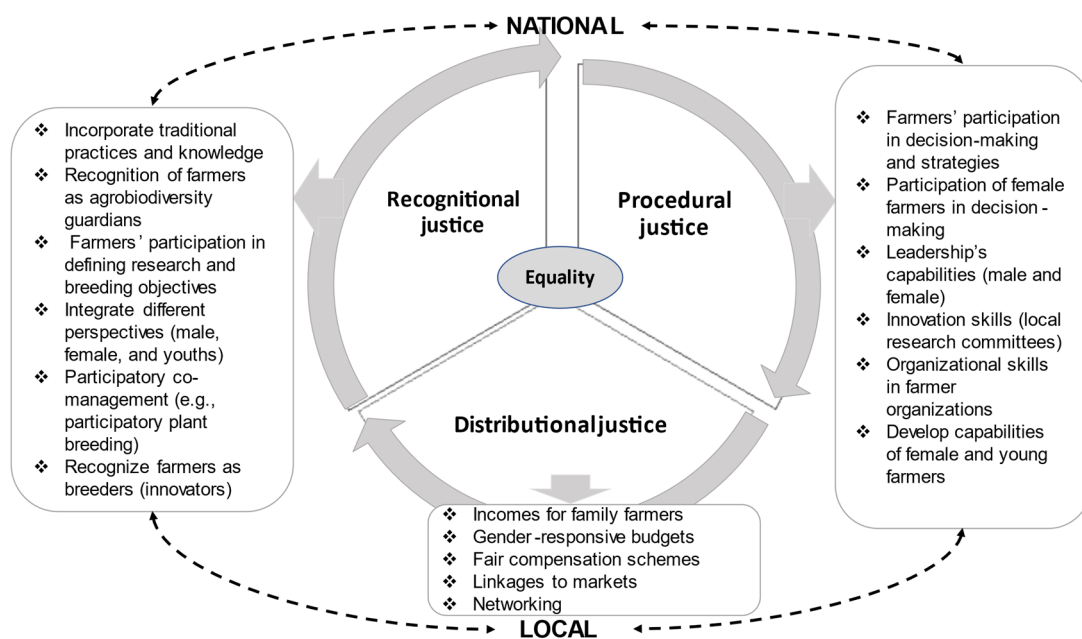 NATIONAL
❖ Incorporate traditional
practices and knowledge
❖ Recognition of farmers
as agrobiodiversity
guardians
❖ Farmers’ participation in
defining research and
breeding objectives
❖ Integrate different
perspectives (male,
female, and youths)
❖ Participatory co-
management (e.g.,
participatory plant
breeding)
❖ Recognize farmers as
breeders (innovators)
Recognitional
justice
Procedural
justice
Equality
Distributional justice
❖ Farmers’ participation
in decision-making
and strategies
❖ Participation of female
farmers in decision-
making
❖ Leadership’s
capabilities (male and
female)
❖ Innovation skills (local
research committees)
❖ Organizational skills
in farmer
organizations
❖ Develop capabilities
of female and young
farmers
❖ Incomes for family farmers
❖ Gender-responsive budgets
❖ Fair compensation schemes
❖ Linkages to markets
❖ Networking
LOCAL